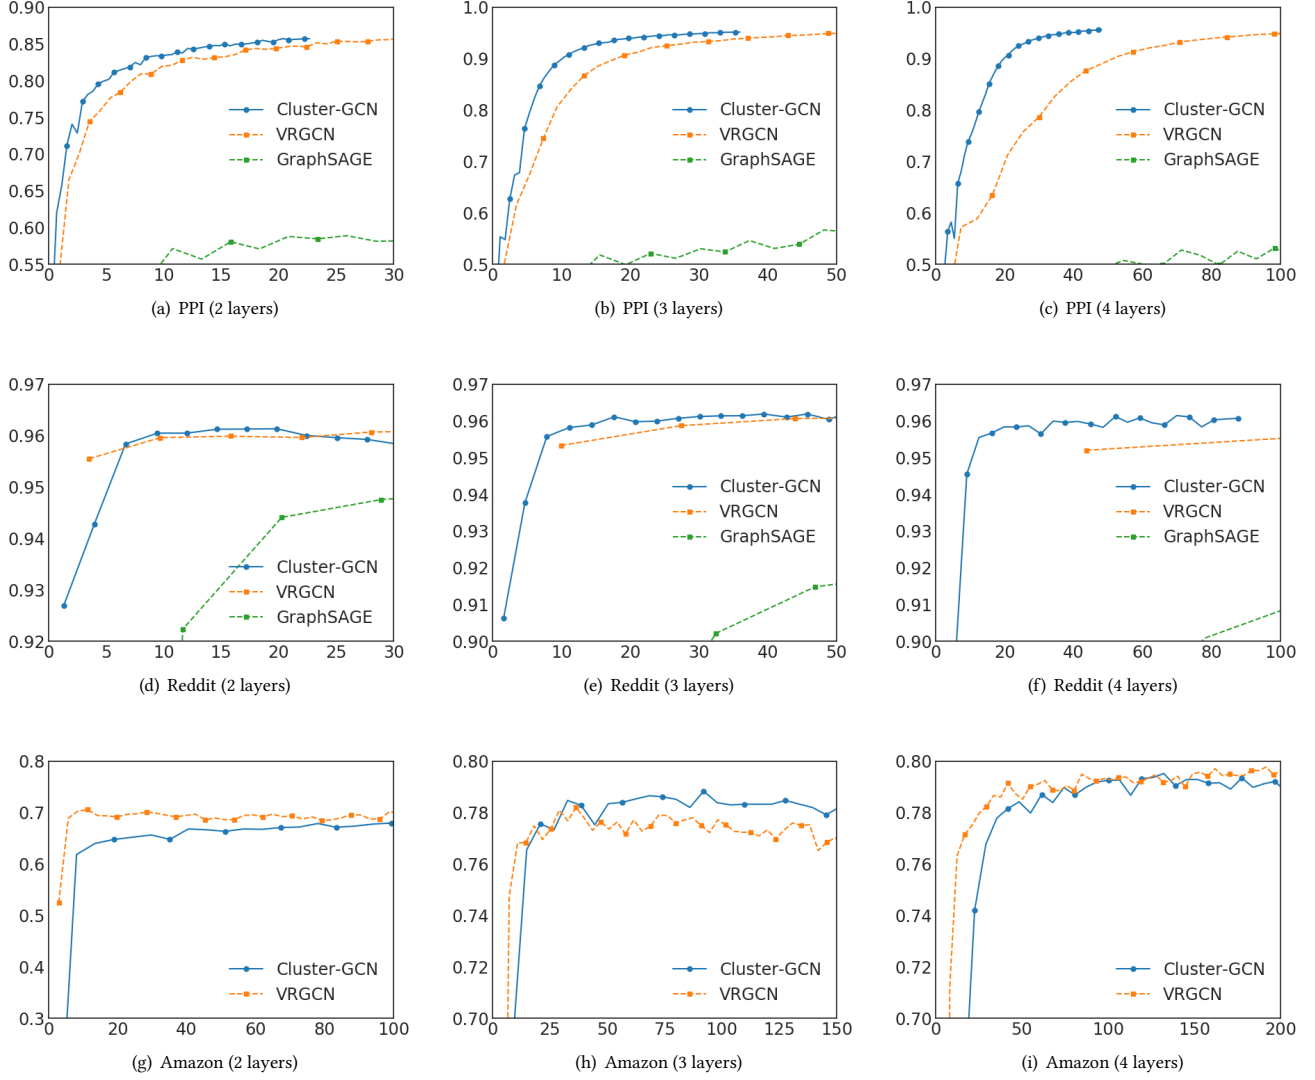 0.90
0.85
0.80
0.75
0.70
0.65
0.60
0.55
0 5 10 15 20 25 30
Cluster-GCN
VRGCN
GraphSAGE
(a) PPI (2 layers)
1.0
0.9
0.8
0.7
0.6
0.5
0 10 20 30 40 50
Cluster-GCN
VRGCN
GraphSAGE
(b) PPI (3 layers)
1.0
0.9
0.8
0.7
0.6
0.5
0 20 40 60 80 100
Cluster-GCN
VRGCN
GraphSAGE
(c) PPI (4 layers)
0.97
0.96
0.95
0.94
0.93
0.92
0 5 10 15 20 25 30
Cluster-GCN
VRGCN
GraphSAGE
(d) Reddit (2 layers)
0.97
0.96
0.95
0.94
0.93
0.92
0.91
0.90
0 10 20 30 40 50
Cluster-GCN
VRGCN
GraphSAGE
(e) Reddit (3 layers)
0.97
0.96
0.95
0.94
0.93
0.92
0.91
0.90
0 20 40 60 80 100
Cluster-GCN
VRGCN
GraphSAGE
(f) Reddit (4 layers)
0.8
0.7
0.6
0.5
0.4
0.3
0 20 40 60 80 100
Cluster-GCN
VRGCN
(g) Amazon (2 layers)
0.80
0.78
0.76
0.74
0.72
0.70
0 25 50 75 100 125 150
Cluster-GCN
VRGCN
(h) Amazon (3 layers)
0.80
0.78
0.76
0.74
0.72
0.70
0 50 100 150 200
Cluster-GCN
VRGCN
(i) Amazon (4 layers)